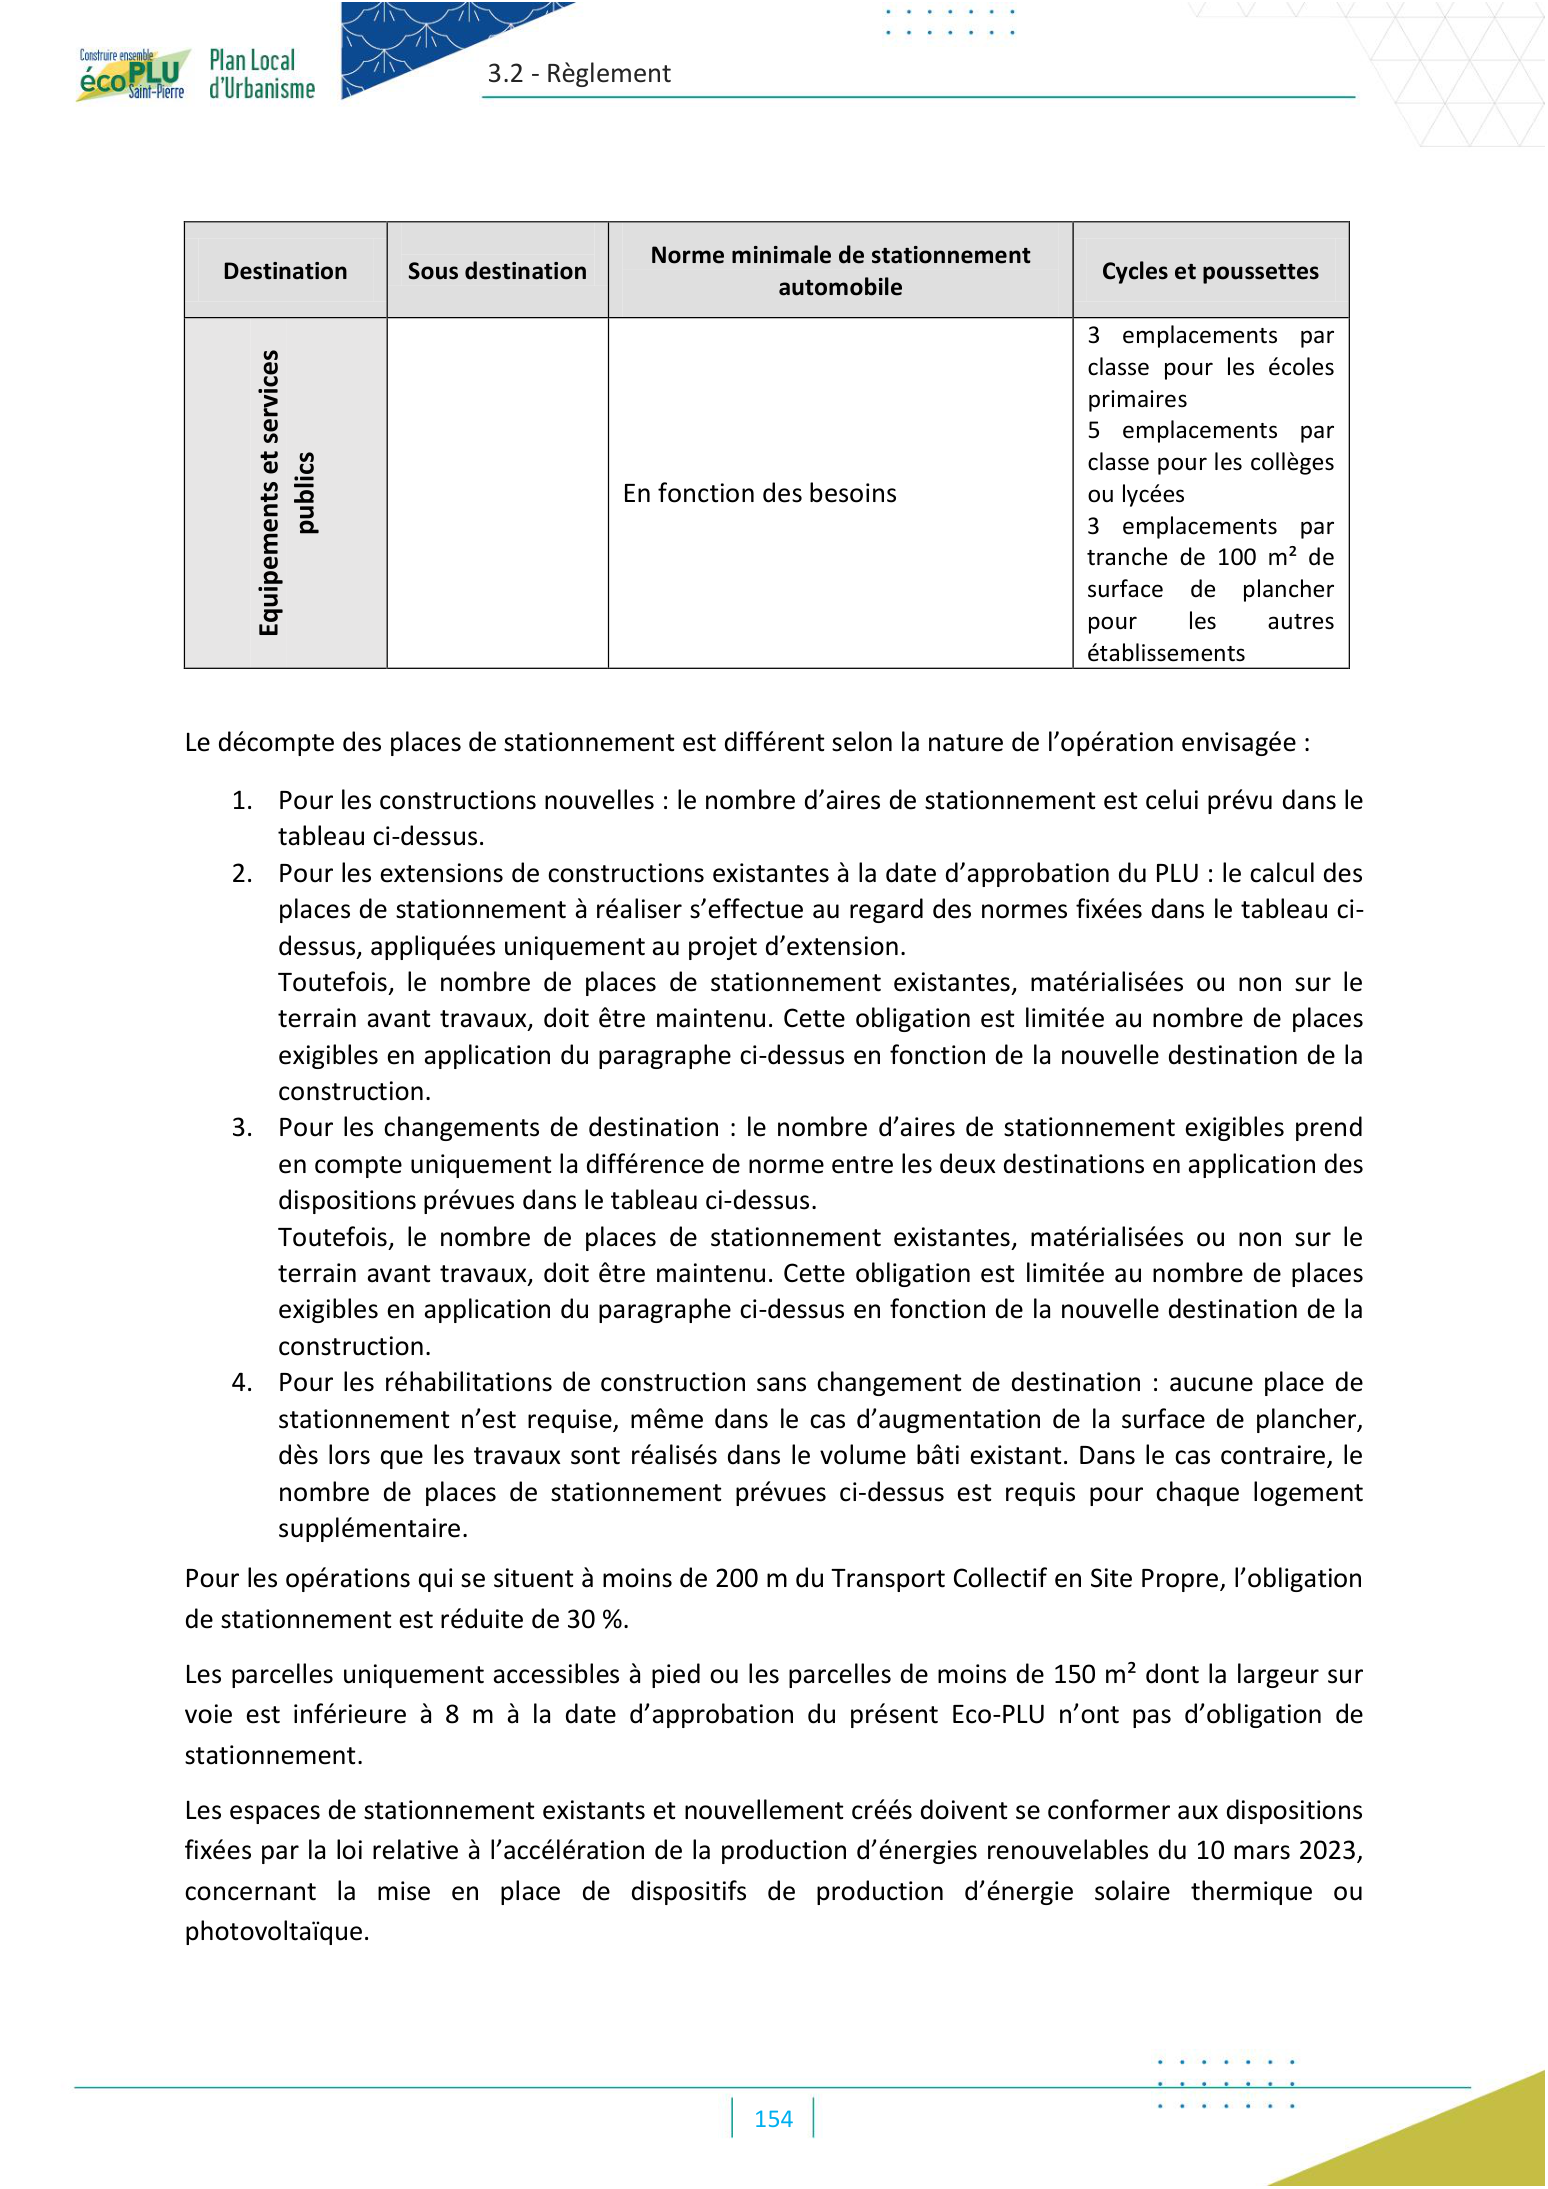 Construire ensemble
écoPLU
Saint-Pierre
Plan Local
d'Urbanisme
3.2 - Règlement
Destination
Sous destination
Norme minimale de stationnement
automobile
Cycles et poussettes
Equipements et services
publics
En fonction des besoins
3 emplacements par
classe pour les écoles
primaires
5 emplacements par
classe pour les collèges
ou lycées
3 emplacements par
tranche de 100 m² de
surface de plancher
pour les autres
établissements
Le décompte des places de stationnement est différent selon la nature de l’opération envisagée :
1. Pour les constructions nouvelles : le nombre d’aires de stationnement est celui prévu dans le
tableau ci-dessus.
2. Pour les extensions de constructions existantes à la date d’approbation du PLU : le calcul des
places de stationnement à réaliser s’effectue au regard des normes fixées dans le tableau ci-
dessus, appliquées uniquement au projet d’extension.
Toutefois, le nombre de places de stationnement existantes, matérialisées ou non sur le
terrain avant travaux, doit être maintenu. Cette obligation est limitée au nombre de places
exigibles en application du paragraphe ci-dessus en fonction de la nouvelle destination de la
construction.
3. Pour les changements de destination : le nombre d’aires de stationnement exigibles prend
en compte uniquement la différence de norme entre les deux destinations en application des
dispositions prévues dans le tableau ci-dessus.
Toutefois, le nombre de places de stationnement existantes, matérialisées ou non sur le
terrain avant travaux, doit être maintenu. Cette obligation est limitée au nombre de places
exigibles en application du paragraphe ci-dessus en fonction de la nouvelle destination de la
construction.
4. Pour les réhabilitations de construction sans changement de destination : aucune place de
stationnement n’est requise, même dans le cas d’augmentation de la surface de plancher,
dès lors que les travaux sont réalisés dans le volume bâti existant. Dans le cas contraire, le
nombre de places de stationnement prévues ci-dessus est requis pour chaque logement
supplémentaire.
Pour les opérations qui se situent à moins de 200 m du Transport Collectif en Site Propre, l’obligation
de stationnement est réduite de 30 %.
Les parcelles uniquement accessibles à pied ou les parcelles de moins de 150 m² dont la largeur sur
voie est inférieure à 8 m à la date d’approbation du présent Eco-PLU n’ont pas d’obligation de
stationnement.
Les espaces de stationnement existants et nouvellement créés doivent se conformer aux dispositions
fixées par la loi relative à l’accélération de la production d’énergies renouvelables du 10 mars 2023,
concernant la mise en place de dispositifs de production d’énergie solaire thermique ou
photovoltaïque.
154